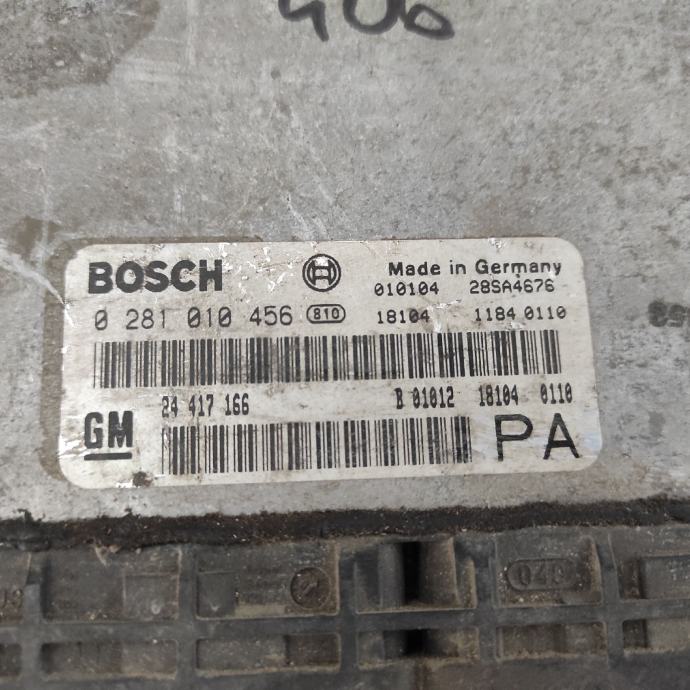 406
BOSCH Made in Germany
010104 28SA4676
0 281 010 456 810 18104 1184 0110
24 417 166 B 01012 18104 0110
GM PA